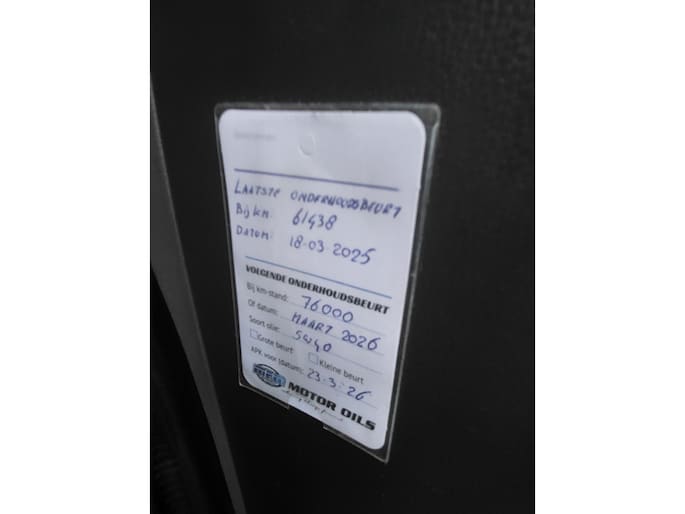 LAATSTE ONDERHOUDSBEURT
Bij km: 61438
DATUM: 18-03-2025
VOLGENDE ONDERHOUDSBEURT
Bij km-stand: 76000
Of datum: MAART 2026
Soort olie: 5W40
Grote beurt Kleine beurt
APK voor (datum): 23-3-26
MOTOR OILS